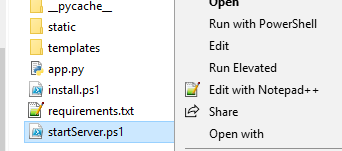 __pycache__
static
templates
app.py
install.ps1
requirements.txt
startServer.ps1
Open
Run with PowerShell
Edit
Run Elevated
Edit with Notepad++
Share
Open with